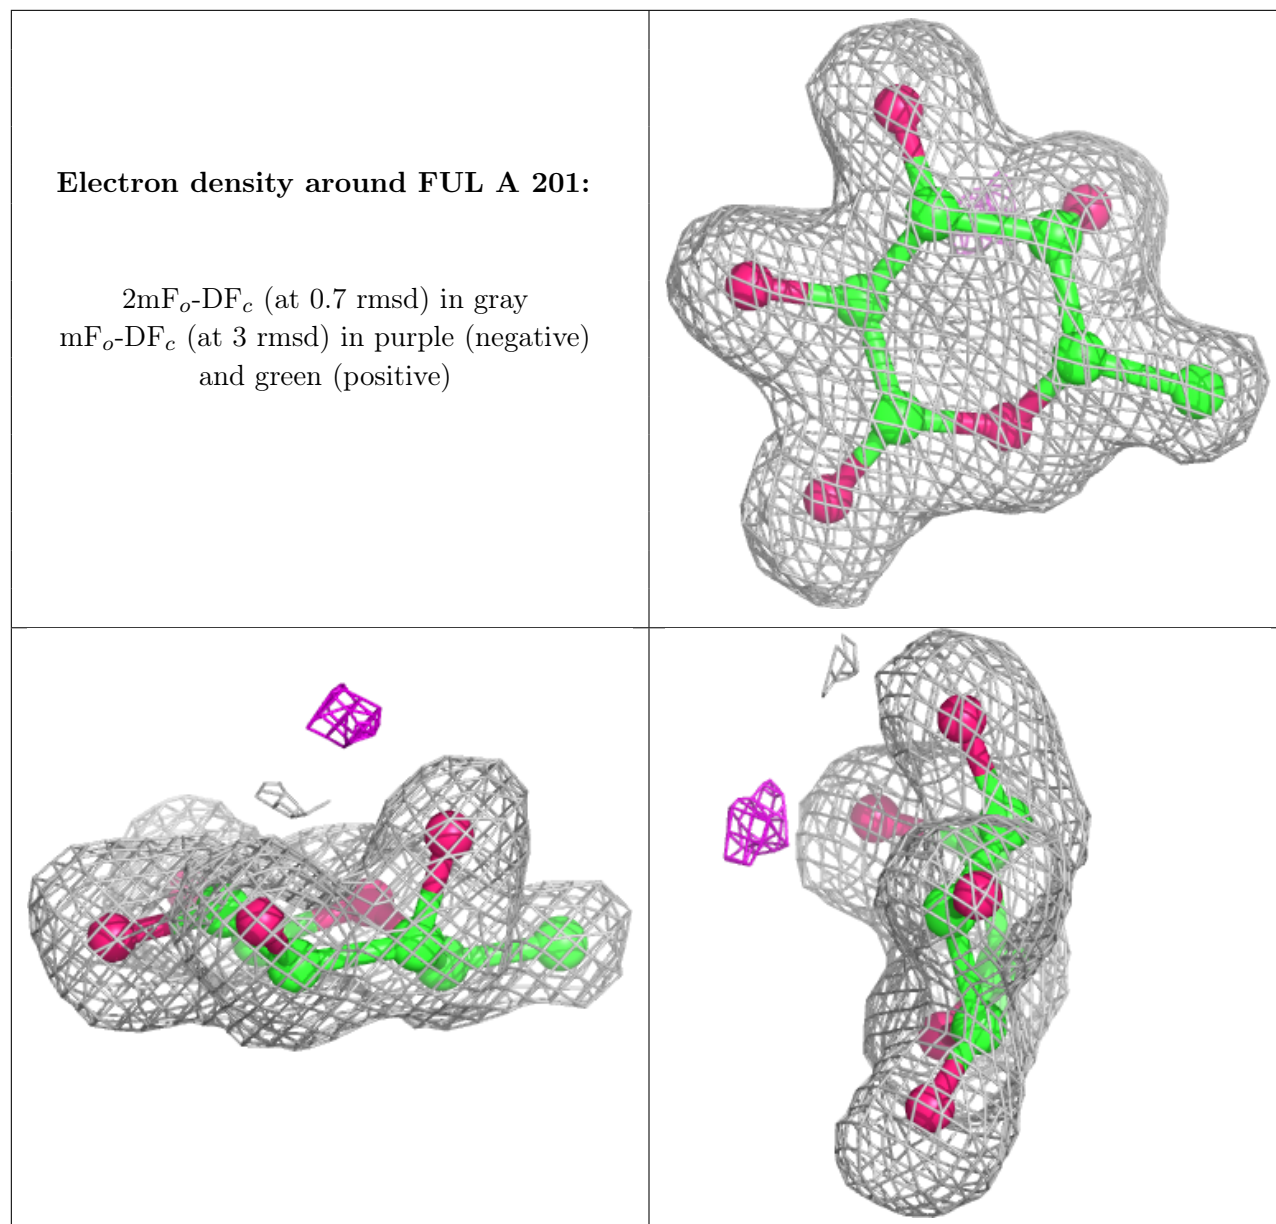 Electron density around FUL A 201:
2mFo-DFc (at 0.7 rmsd) in gray
mFo-DFc (at 3 rmsd) in purple (negative)
and green (positive)